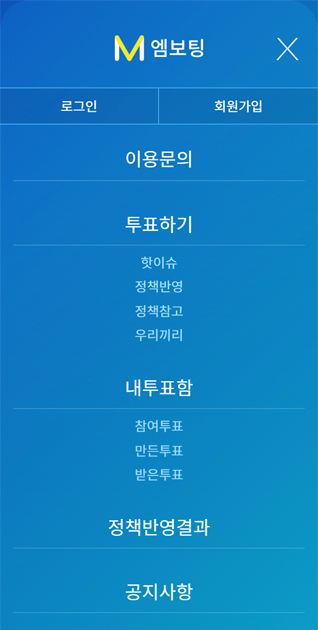 M 엠보팅
로그인 회원가입
이용문의
투표하기
핫이슈
정책반영
정책참고
우리끼리
내투표함
참여투표
만든투표
받은투표
정책반영결과
공지사항